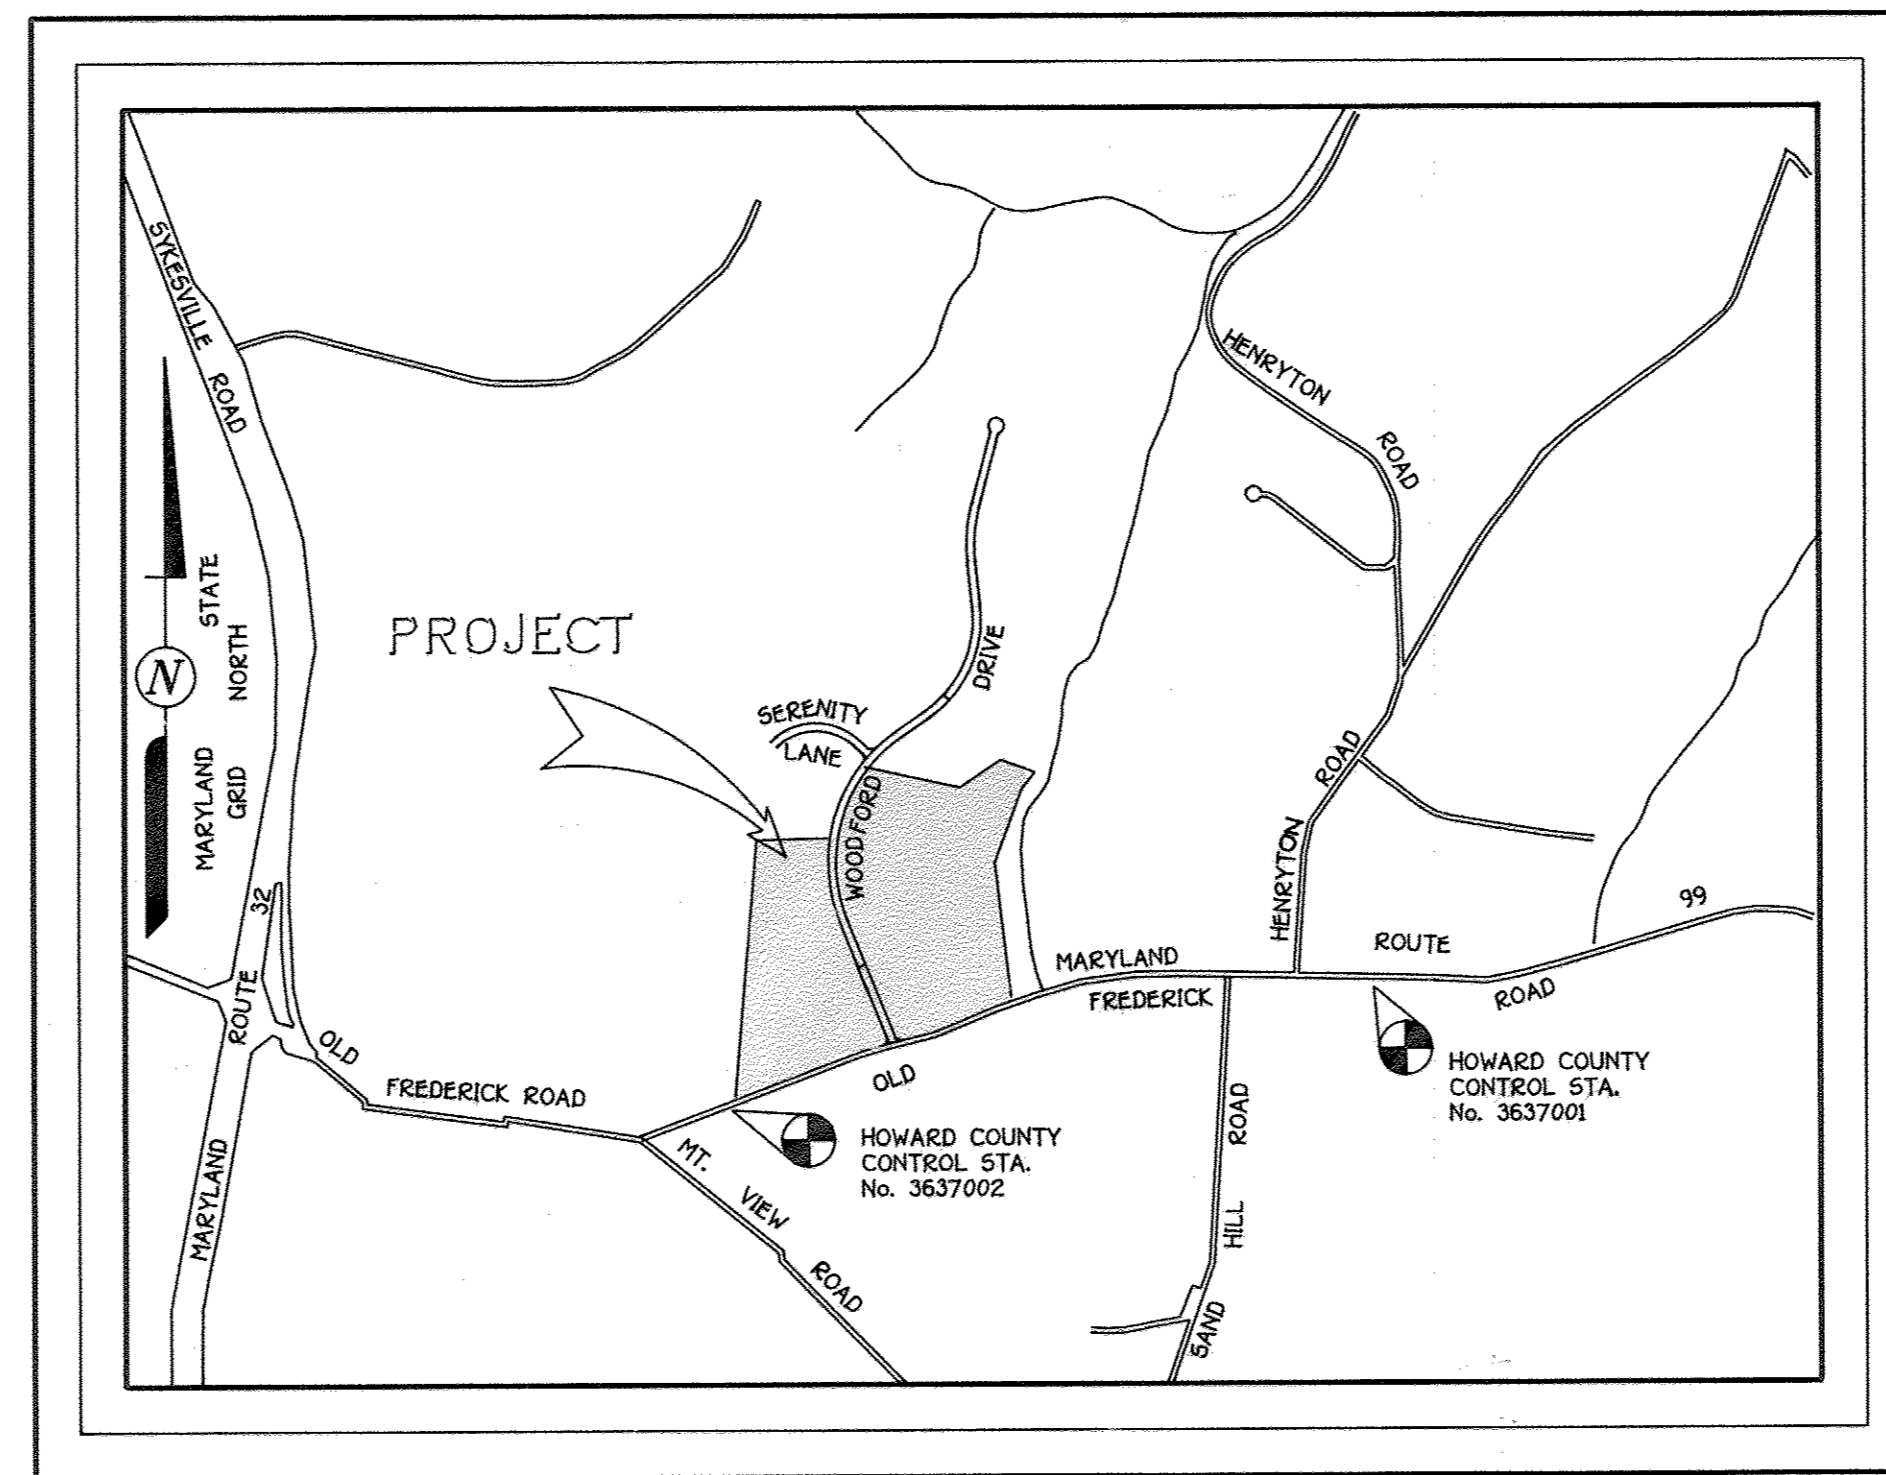 SYKESVILLE ROAD
HENRYTON ROAD
MARYLAND STATE
GRID NORTH
N
PROJECT
SERENITY
LANE
WOODFORD DRIVE
HENRYTON ROAD
MARYLAND ROUTE 32
MARYLAND ROUTE 99
OLD FREDERICK ROAD
OLD FREDERICK ROAD
HOWARD COUNTY
CONTROL STA.
No. 3637001
HOWARD COUNTY
CONTROL STA.
No. 3637002
MT. VIEW ROAD
SAND HILL ROAD